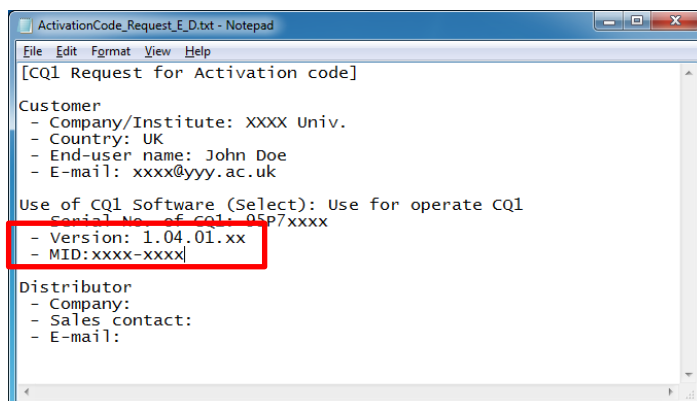 ActivationCode_Request_E_D.txt - Notepad
File Edit Format View Help
[CQ1 Request for Activation code]
Customer
- Company/Institute: XXXX Univ.
- Country: UK
- End-user name: John Doe
- E-mail: xxxx@yyy.ac.uk
Use of CQ1 Software (Select): Use for operate CQ1
- Serial No. of CQ1: 95P7xxxx
- Version: 1.04.01.xx
- MID:xxxx-xxxx
Distributor
- Company:
- Sales contact:
- E-mail: